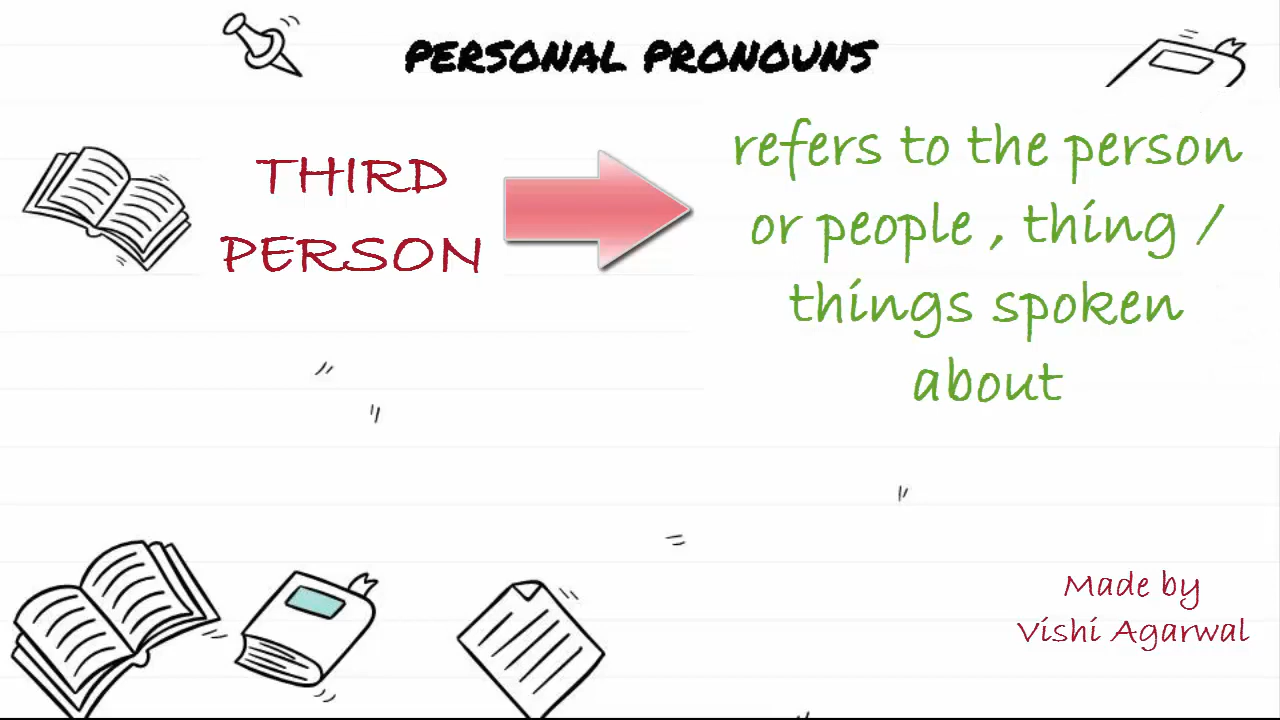 PERSONAL PRONOUNS
THIRD
PERSON
refers to the person
or people , thing /
things spoken
about
Made by
Vishi Agarwal